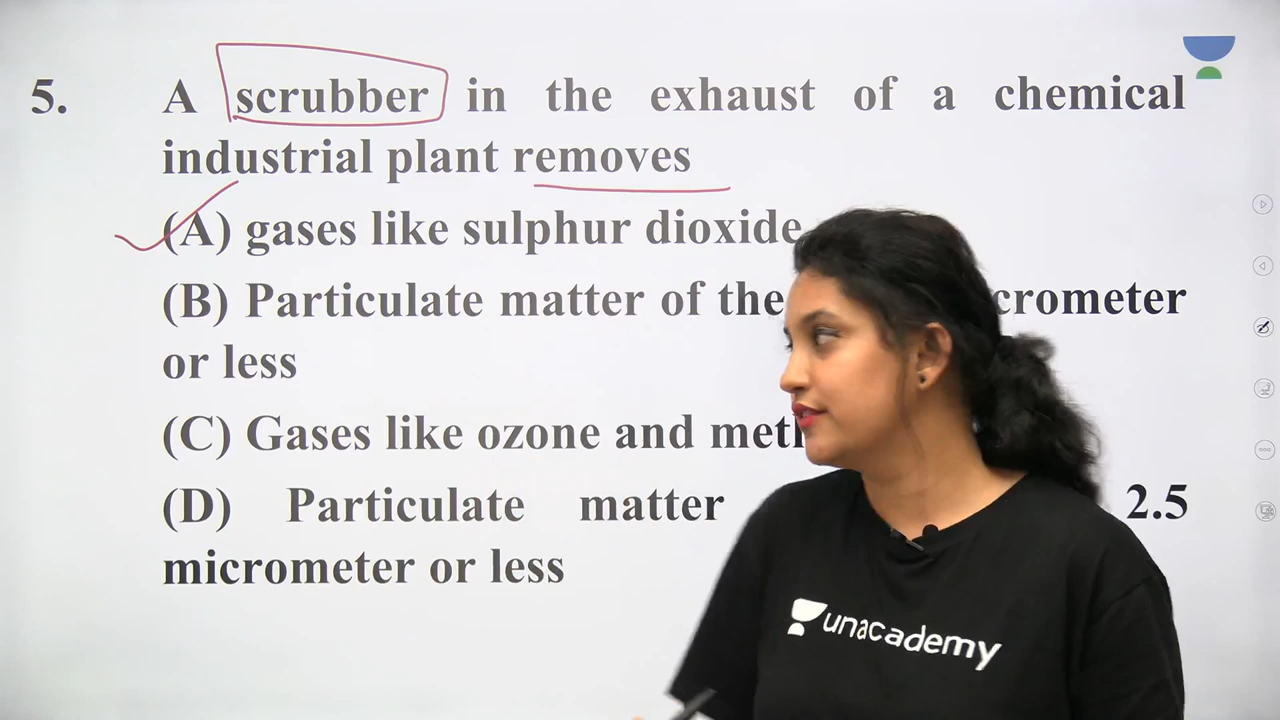 5. A scrubber in the exhaust of a chemical
industrial plant removes
(A) gases like sulphur dioxide
(B) Particulate matter of the crometer
or less
(C) Gases like ozone and meth
(D) Particulate matter 2.5
micrometer or less
unacademy